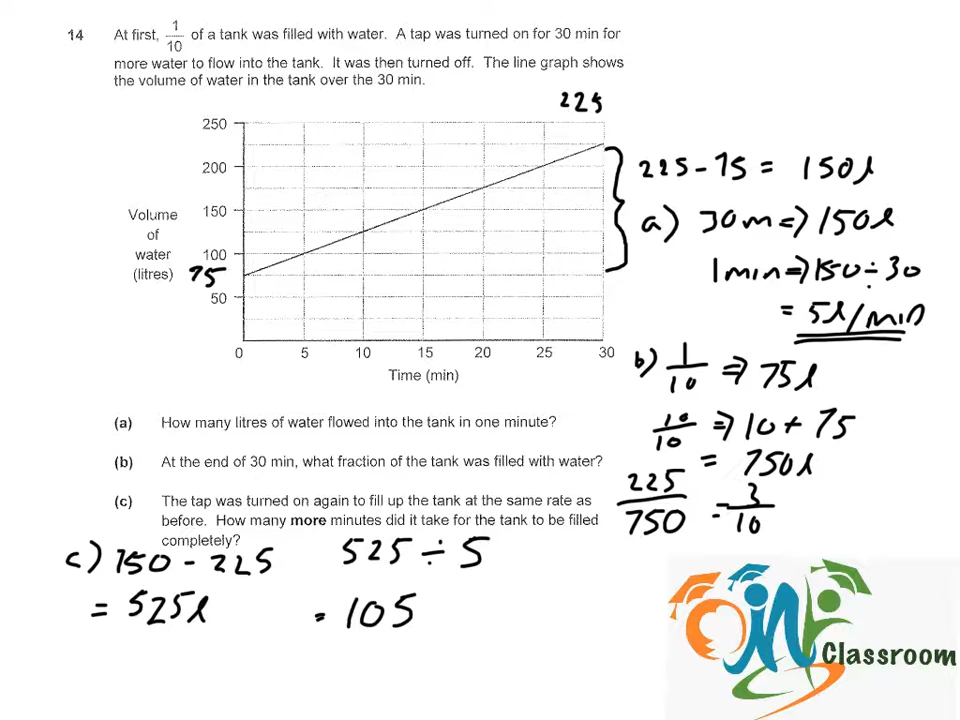 14 At first, 1/10 of a tank was filled with water. A tap was turned on for 30 min for
more water to flow into the tank. It was then turned off. The line graph shows
the volume of water in the tank over the 30 min.
225
250
200
150
100
50
Volume
of
water
(litres)
75
0 5 10 15 20 25 30
Time (min)
225 - 75 = 150l
a) 30m => 150l
1min => 150 ÷ 30
= 5l/min
b) 1/10 => 75l
10/10 => 10 + 75
= 750l
225/750 = 3/10
(a) How many litres of water flowed into the tank in one minute?
(b) At the end of 30 min, what fraction of the tank was filled with water?
(c) The tap was turned on again to fill up the tank at the same rate as
before. How many more minutes did it take for the tank to be filled
completely?
c) 750 - 225
= 525l
525 ÷ 5
= 105
Classroom